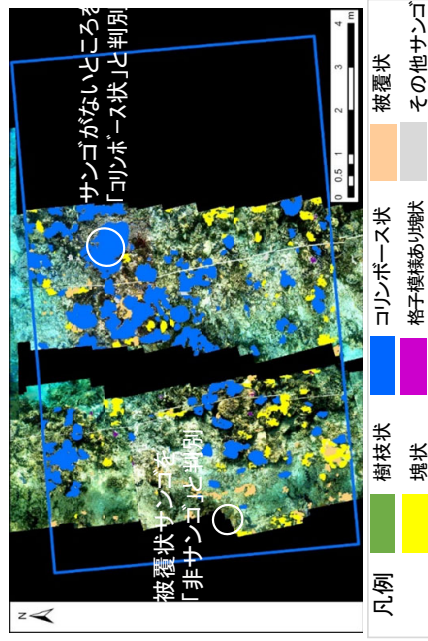 サンゴがないところを
「コリンボース状」と判別
被覆状サンゴを
「非サンゴ」と判別
N
0 0.5 1 2 3 4
m
凡例
樹枝状
コリンボース状
被覆状
塊状
格子模様あり塊状
その他サンゴ